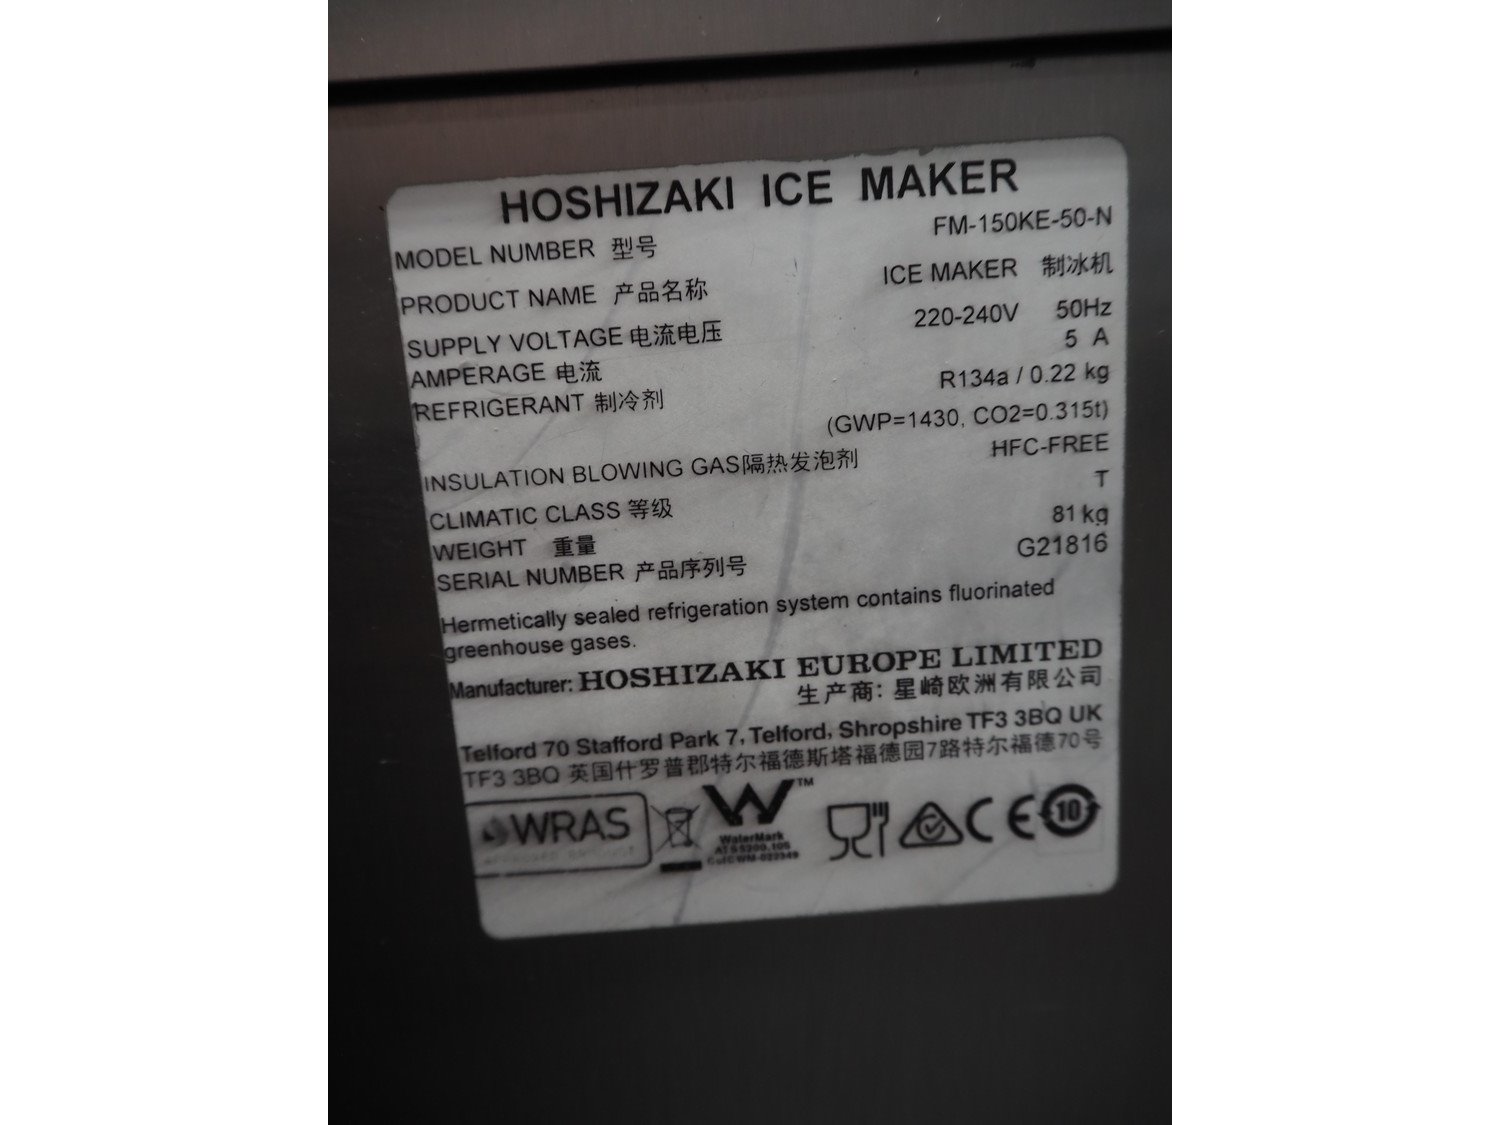 HOSHIZAKI ICE MAKER
MODEL NUMBER 型号 FM-150KE-50-N
PRODUCT NAME 产品名称 ICE MAKER 制冰机
SUPPLY VOLTAGE 电流电压 220-240V 50Hz
AMPERAGE 电流 5 A
REFRIGERANT 制冷剂 R134a / 0.22 kg
(GWP=1430, CO2=0.315t)
INSULATION BLOWING GAS隔热发泡剂 HFC-FREE
CLIMATIC CLASS 等级 T
WEIGHT 重量 81 kg
SERIAL NUMBER 产品序列号 G21816
Hermetically sealed refrigeration system contains fluorinated
greenhouse gases.
Manufacturer: HOSHIZAKI EUROPE LIMITED
生产商: 星崎欧洲有限公司
Telford 70 Stafford Park 7, Telford, Shropshire TF3 3BQ UK
TF3 3BQ 英国什罗普郡特尔福德斯塔福德园7路特尔福德70号
WRAS
W™
WaterMark
ATS5200.105
CE
10